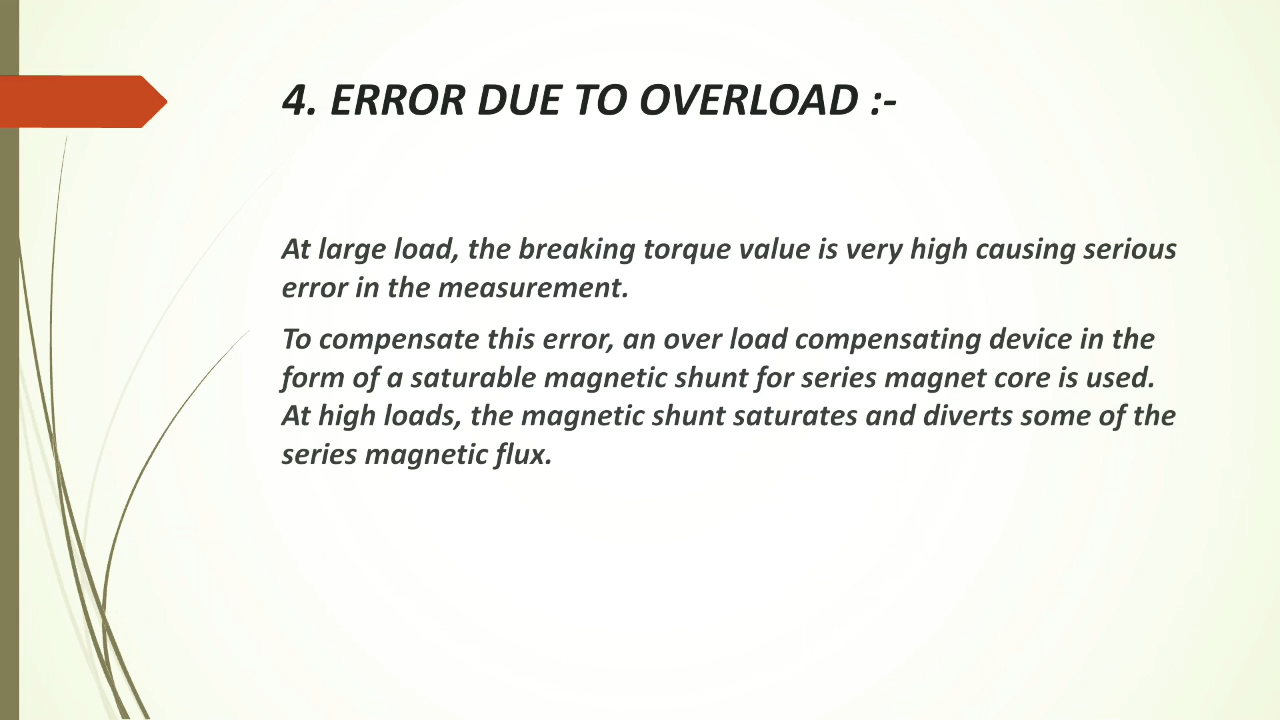 4. ERROR DUE TO OVERLOAD :-
At large load, the breaking torque value is very high causing serious
error in the measurement.
To compensate this error, an over load compensating device in the
form of a saturable magnetic shunt for series magnet core is used.
At high loads, the magnetic shunt saturates and diverts some of the
series magnetic flux.